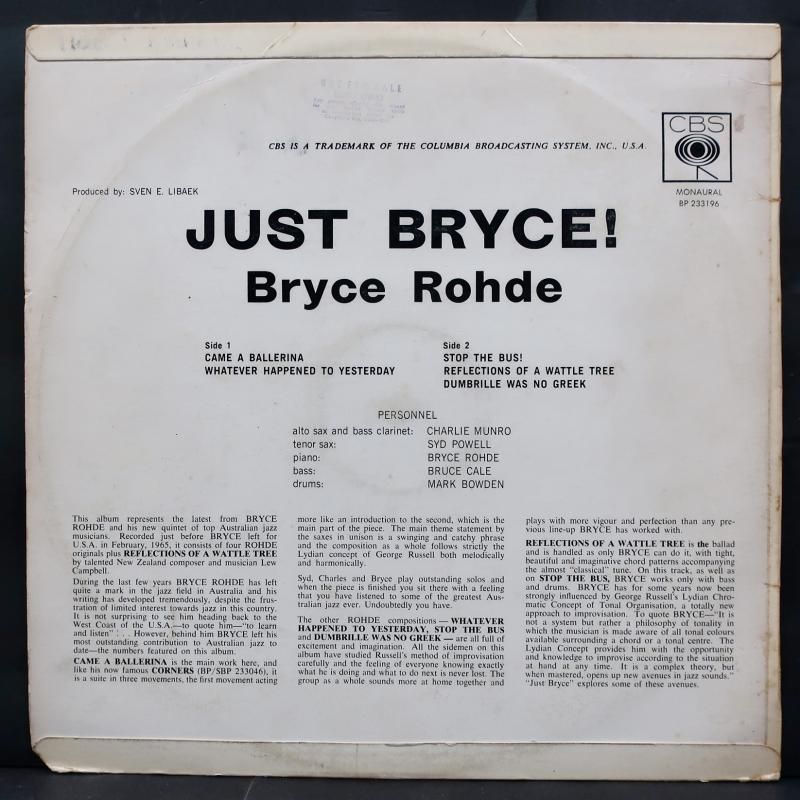 NOT FOR SALE
CBS IS A TRADEMARK OF THE COLUMBIA BROADCASTING SYSTEM, INC., U.S.A.
CBS
MONAURAL
BP 233196
Produced by: SVEN E. LIBAEK
JUST BRYCE!
Bryce Rohde
Side 1
CAME A BALLERINA
WHATEVER HAPPENED TO YESTERDAY
Side 2
STOP THE BUS!
REFLECTIONS OF A WATTLE TREE
DUMBRILLE WAS NO GREEK
PERSONNEL
alto sax and bass clarinet: CHARLIE MUNRO
tenor sax: SYD POWELL
piano: BRYCE ROHDE
bass: BRUCE CALE
drums: MARK BOWDEN
This album represents the latest from BRYCE
ROHDE and his new quintet of top Australian jazz
musicians. Recorded just before BRYCE left for
U.S.A. in February, 1965, it consists of four ROHDE
originals plus REFLECTIONS OF A WATTLE TREE
by talented New Zealand composer and musician Lew
Campbell.
During the last few years BRYCE ROHDE has left
quite a mark in the jazz field in Australia and his
writing has developed tremendously, despite the frus-
tration of limited interest towards jazz in this country.
It is not surprising to see him heading back to the
West Coast of the U.S.A.—to quote him—"to learn
and listen" . . . However, behind him BRYCE left his
most outstanding contribution to Australian jazz to
date—the numbers featured on this album.
CAME A BALLERINA is the main work here, and
like his now famous CORNERS (BP/SBP 233046), it
is a suite in three movements, the first movement acting
more like an introduction to the second, which is the
main part of the piece. The main theme statement by
the saxes in unison is a swinging and catchy phrase
and the composition as a whole follows strictly the
Lydian concept of George Russell both melodically
and harmonically.
Syd, Charles and Bryce play outstanding solos and
when the piece is finished you sit there with a feeling
that you have listened to some of the greatest Aus-
tralian jazz ever. Undoubtedly you have.
The other ROHDE compositions — WHATEVER
HAPPENED TO YESTERDAY, STOP THE BUS
and DUMBRILLE WAS NO GREEK — are all full of
excitement and imagination. All the sidemen on this
album have studied Russell's method of improvisation
carefully and the feeling of everyone knowing exactly
what he is doing and what to do next is never lost. The
group as a whole sounds more at home together and
plays with more vigour and perfection than any pre-
vious line-up BRYCE has worked with.
REFLECTIONS OF A WATTLE TREE is the ballad
and is handled as only BRYCE can do it, with tight,
beautiful and imaginative chord patterns accompanying
the almost "classical" tune. On this track, as well as
on STOP THE BUS, BRYCE works only with bass
and drums. BRYCE has for some years now been
strongly influenced by George Russell's Lydian Chro-
matic Concept of Tonal Organisation, a totally new
approach to improvisation. To quote BRYCE—"It is
not a system but rather a philosophy of tonality in
which the musician is made aware of all tonal colours
available surrounding a chord or a tonal centre. The
Lydian Concept provides him with the opportunity
and knowledge to improvise according to the situation
at hand at any time. It is a complex theory, but
when mastered, opens up new avenues in jazz sounds."
"Just Bryce" explores some of these avenues.